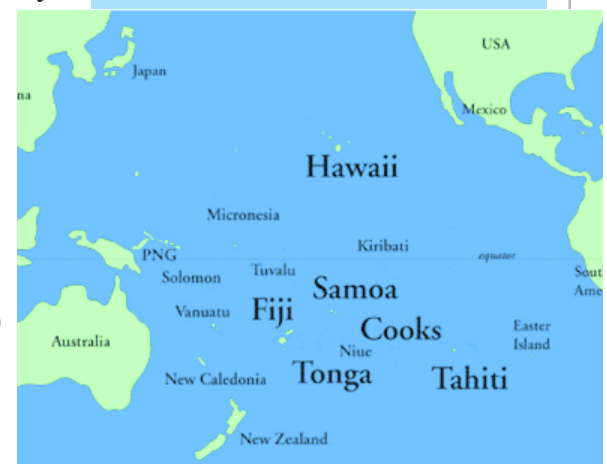 USA
Japan
na
Mexico
Hawaii
Micronesia
Kiribati
PNG
equator
Solomon
Tuvalu
Sout
Ame
Samoa
Vanuatu
Fiji
Cooks
Easter
Island
Australia
Niue
New Caledonia
Tonga
Tahiti
New Zealand